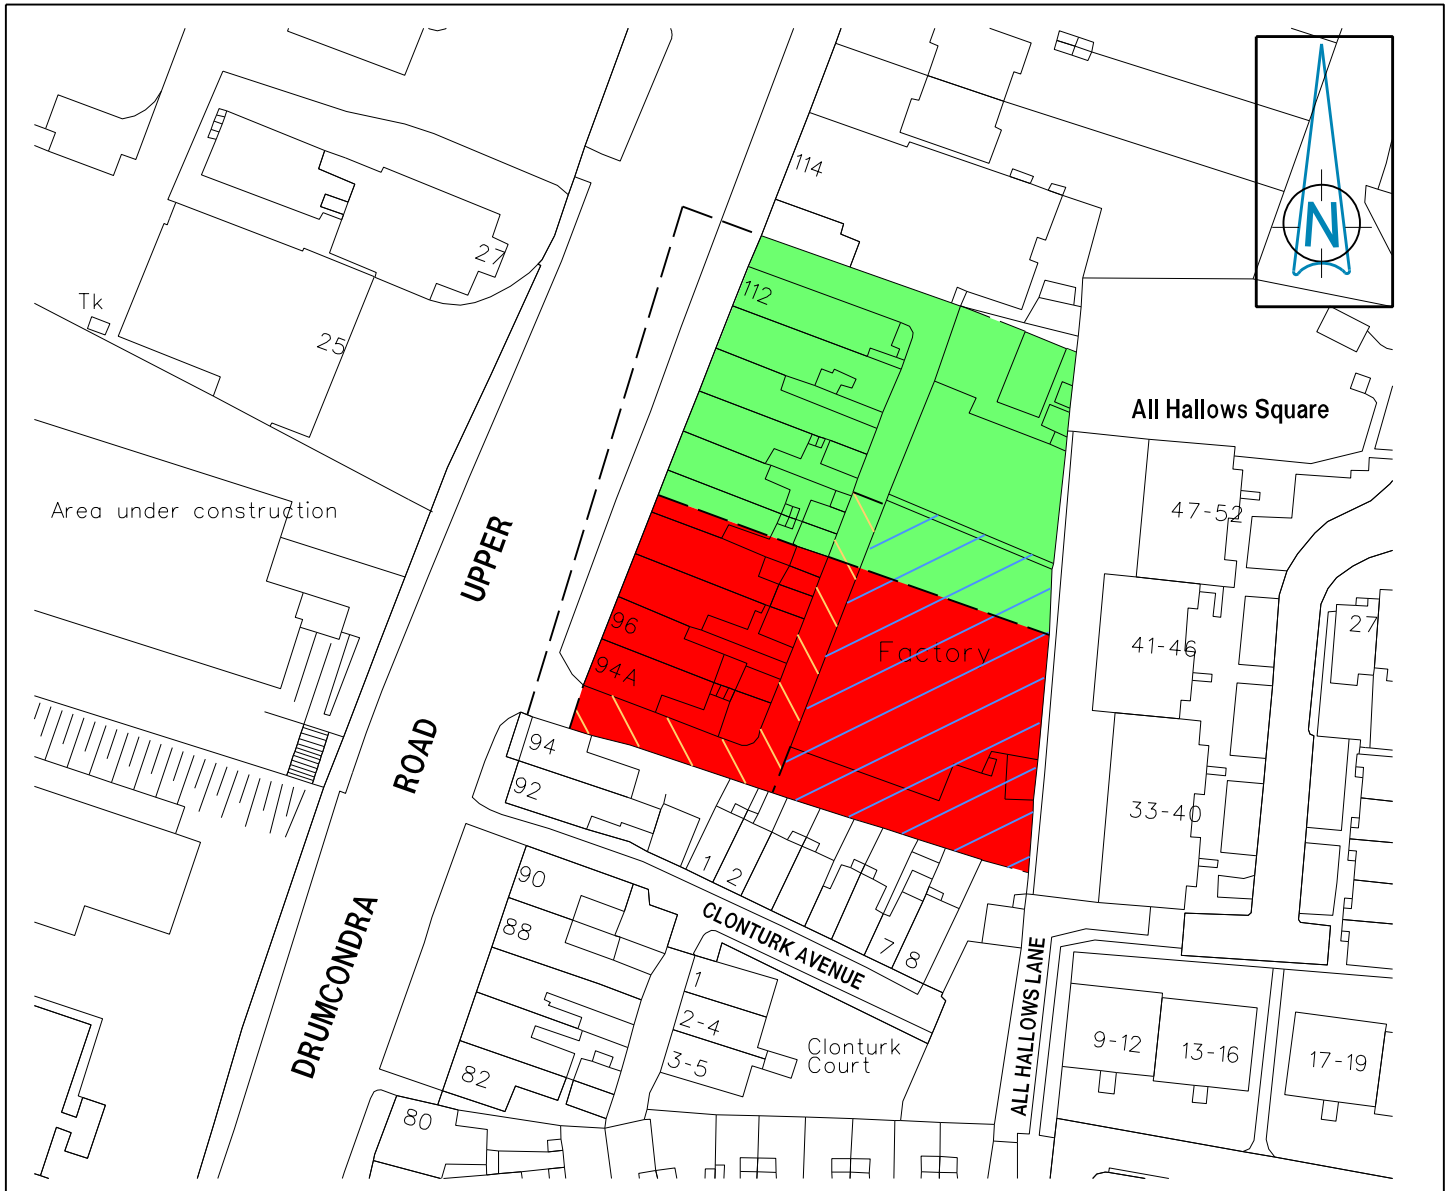 N
114
27
112
Tk
25
All Hallows Square
47-52
Area under construction
UPPER
96
Factory
41-46
27
94A
ROAD
94
92
33-40
1
2
90
88
CLONTURK AVENUE
7
8
DRUMCONDRA
1
2-4
3-5
Clonturk
Court
ALL HALLOWS LANE
9-12
13-16
17-19
82
80